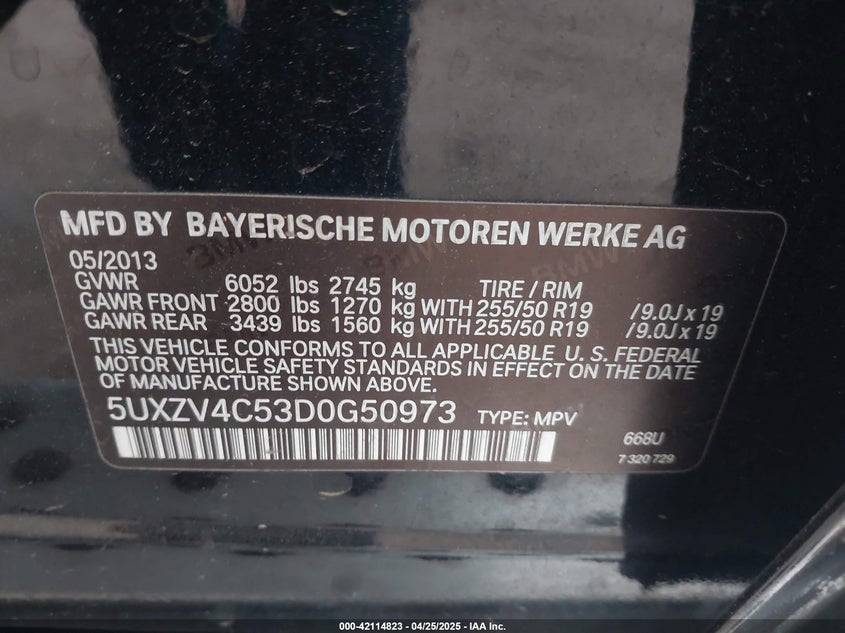 MFD BY BAYERISCHE MOTOREN WERKE AG
05/2013
GVWR 6052 lbs 2745 kg TIRE / RIM
GAWR FRONT 2800 lbs 1270 kg WITH 255/50 R19 /9.0J x 19
GAWR REAR 3439 lbs 1560 kg WITH 255/50 R19 /9.0J x 19
THIS VEHICLE CONFORMS TO ALL APPLICABLE U. S. FEDERAL
MOTOR VEHICLE SAFETY STANDARDS IN EFFECT ON THE DATE
OF MANUFACTURE SHOWN ABOVE.
5UXZV4C53D0G50973 TYPE: MPV
668U
7 320 729
000-42114823 / 04/25/2025 - IAA Inc.